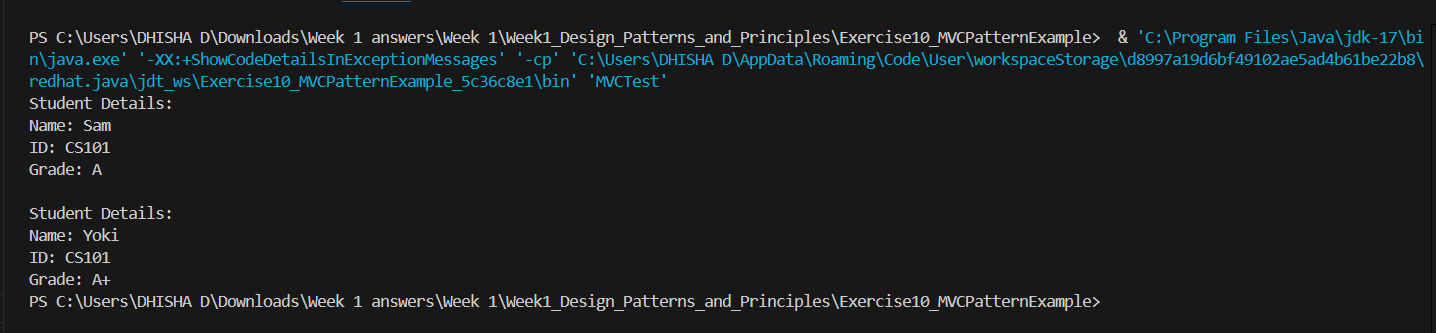 PS C:\Users\DHISHA D\Downloads\Week 1 answers\Week 1\Week1_Design_Patterns_and_Principles\Exercise10_MVCPatternExample>  & 'C:\Program Files\Java\jdk-17\bi
n\java.exe' '-XX:+ShowCodeDetailsInExceptionMessages' '-cp' 'C:\Users\DHISHA D\AppData\Roaming\Code\User\workspaceStorage\d8997a19d6bf49102ae5ad4b61be22b8\
redhat.java\jdt_ws\Exercise10_MVCPatternExample_5c36c8e1\bin' 'MVCTest'
Student Details:
Name: Sam
ID: CS101
Grade: A
Student Details:
Name: Yoki
ID: CS101
Grade: A+
PS C:\Users\DHISHA D\Downloads\Week 1 answers\Week 1\Week1_Design_Patterns_and_Principles\Exercise10_MVCPatternExample>